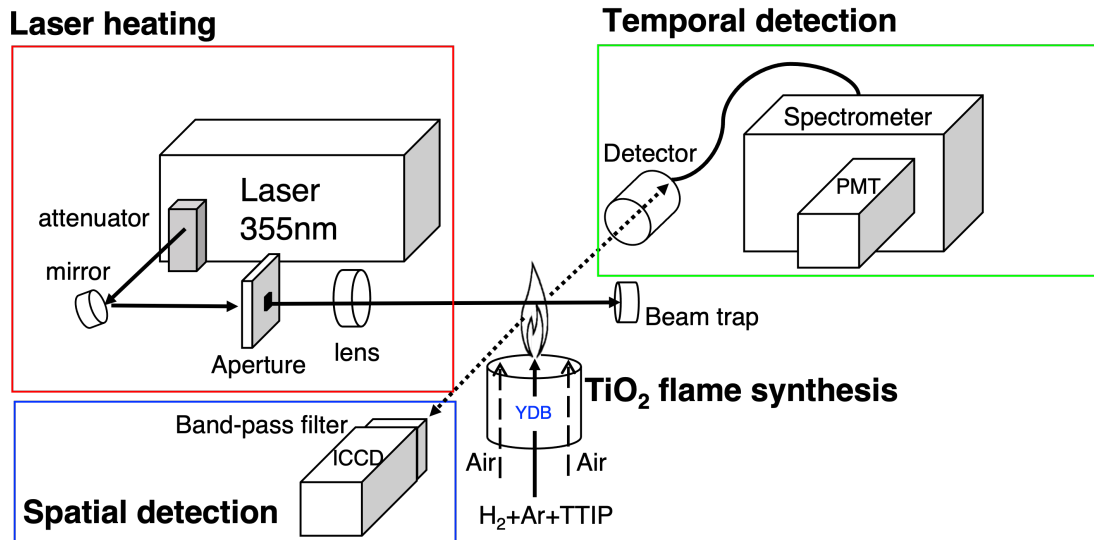 Laser heating
Temporal detection
Spectrometer
Detector
PMT
Laser
355nm
attenuator
mirror
Aperture
lens
Beam trap
TiO₂ flame synthesis
YDB
Air
Air
H₂+Ar+TTIP
Band-pass filter
ICCD
Spatial detection